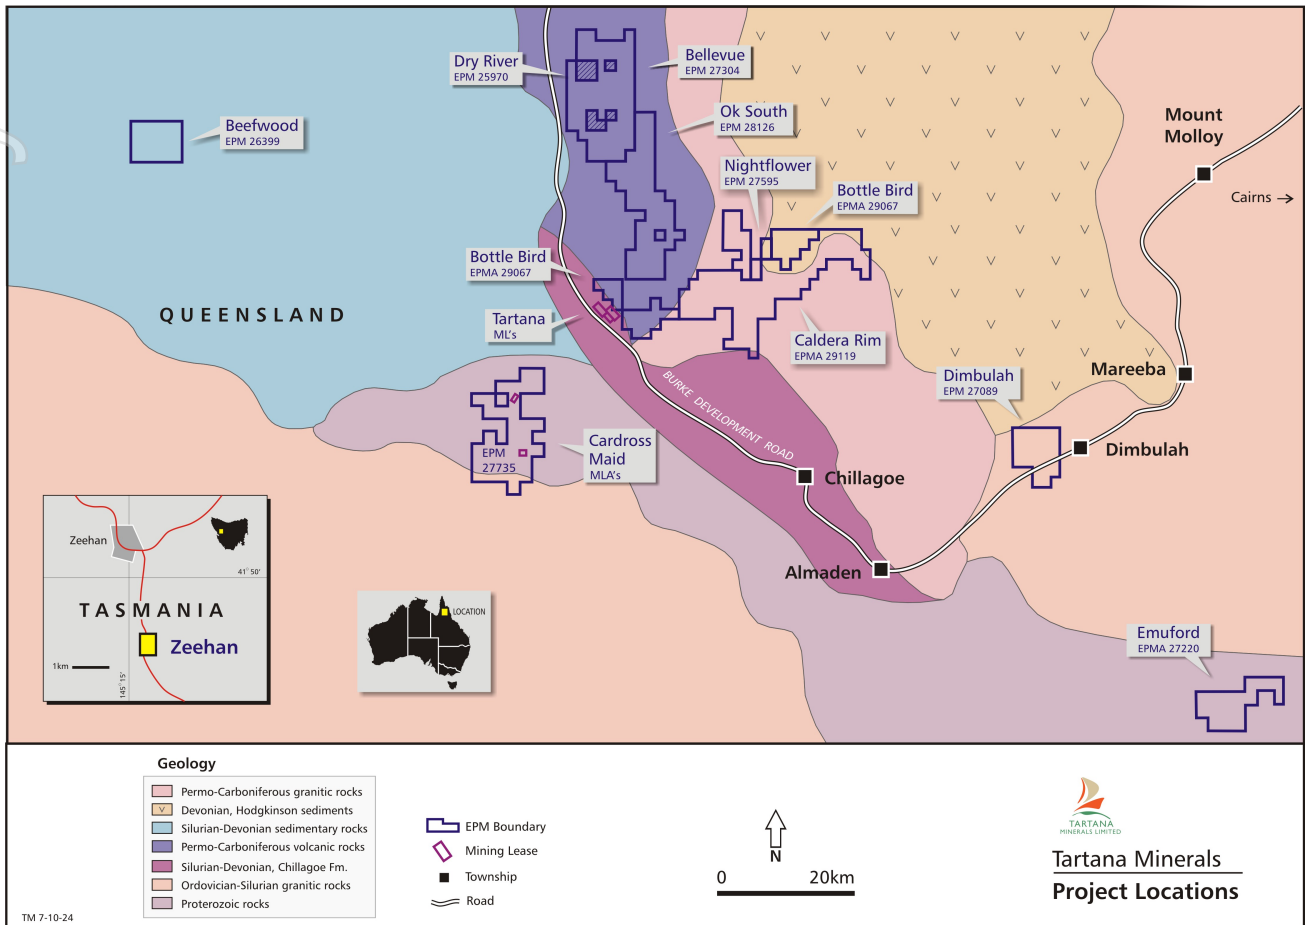 Dry River
EPM 25970
Bellevue
EPM 27304
Beefwood
EPM 26399
Ok South
EPM 28126
Mount
Molloy
Nightflower
EPM 27595
Bottle Bird
EPMA 29067
Cairns →
Bottle Bird
EPMA 29067
QUEENSLAND
Tartana
ML's
Caldera Rim
EPMA 29119
Dimbulah
EPM 27089
Mareeba
BURKE DEVELOPMENT ROAD
Cardross
Maid
MLA's
EPM
27735
Dimbulah
Chillagoe
Almaden
Zeehan
41° 50'
TASMANIA
Zeehan
1km
145° 15'
LOCATION
Emuford
EPMA 27220
Geology
Permo-Carboniferous granitic rocks
V Devonian, Hodgkinson sediments
Silurian-Devonian sedimentary rocks
Permo-Carboniferous volcanic rocks
Silurian-Devonian, Chillagoe Fm.
Ordovician-Silurian granitic rocks
Proterozoic rocks
EPM Boundary
Mining Lease
Township
Road
N
0 20km
TARTANA
MINERALS LIMITED
Tartana Minerals
Project Locations
TM 7-10-24